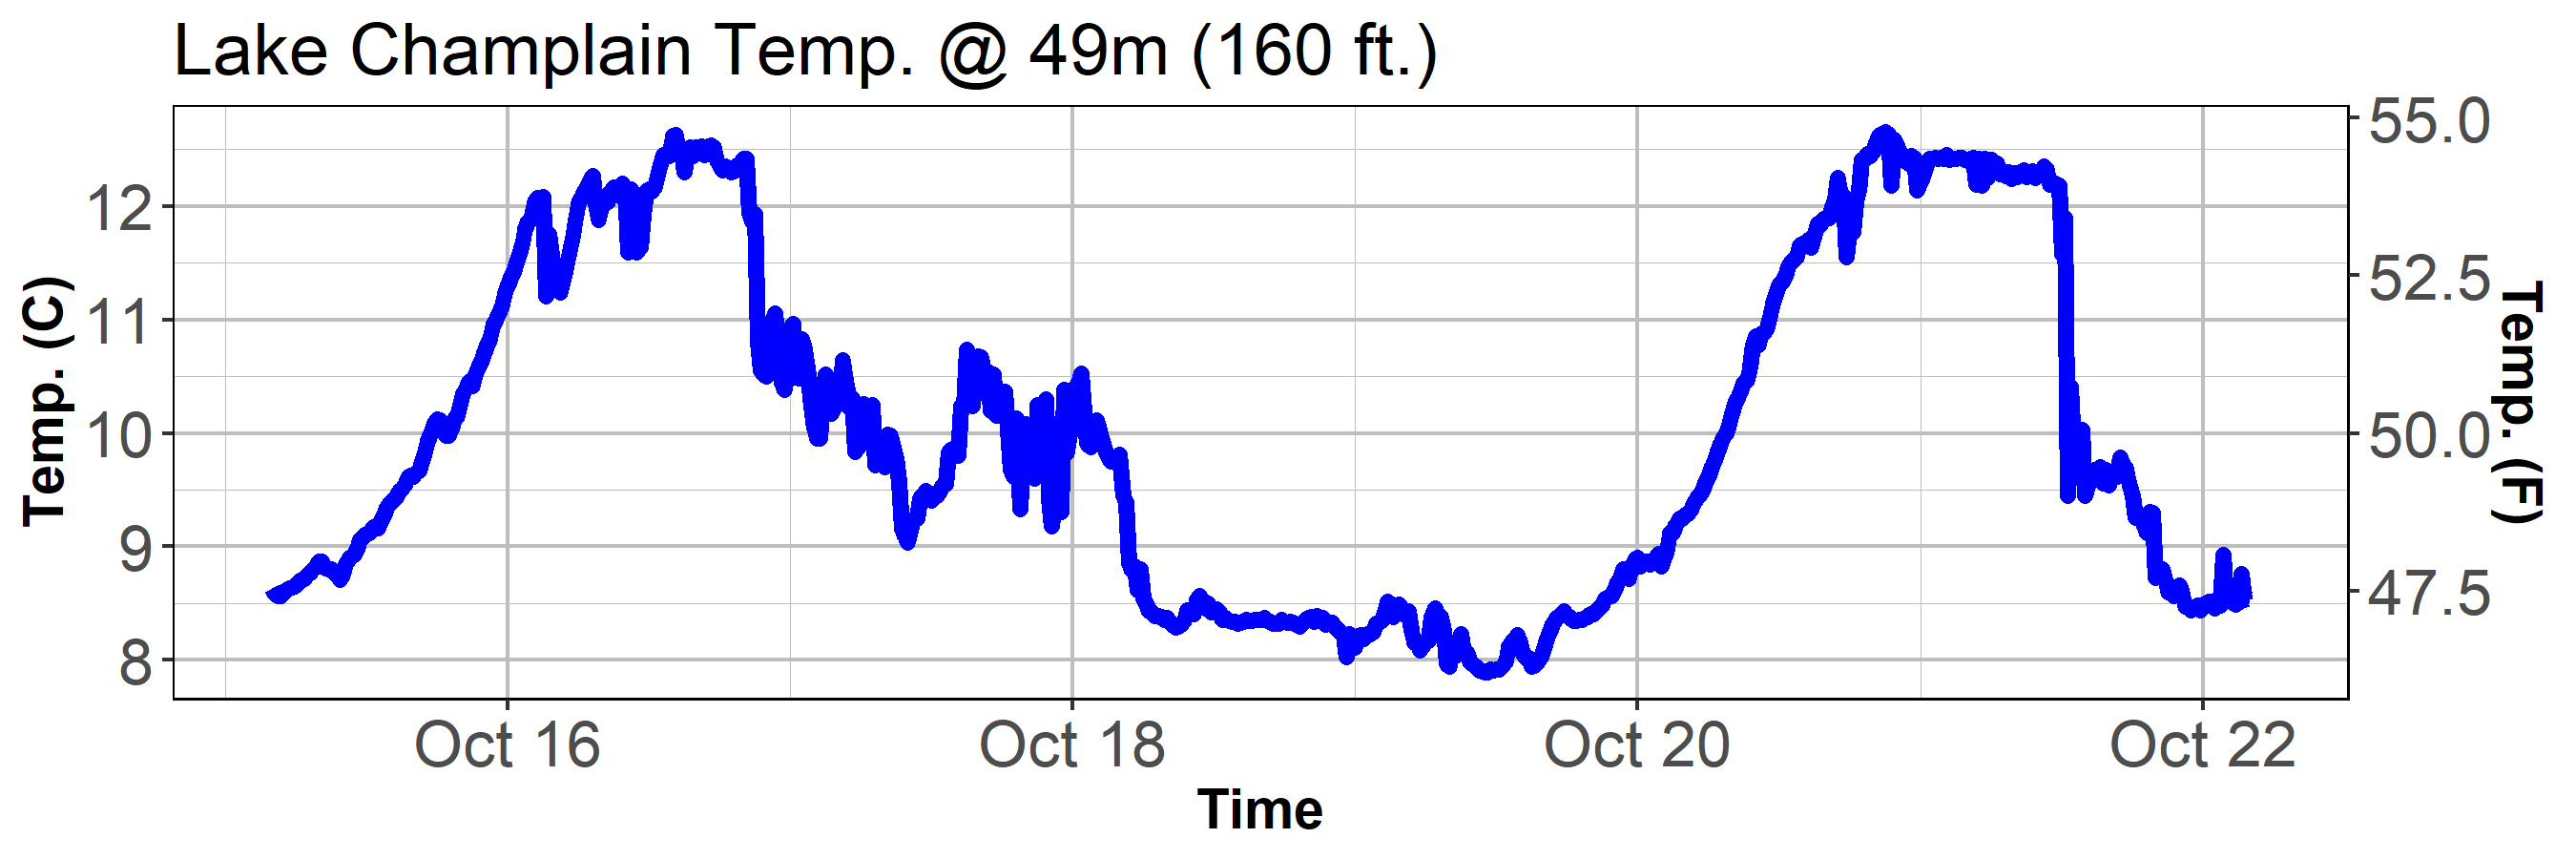 Lake Champlain Temp. @ 49m (160 ft.)
Temp. (C)
12
11
10
9
8
55.0
52.5
50.0
47.5
Temp. (F)
Oct 16 Oct 18 Oct 20 Oct 22
Time